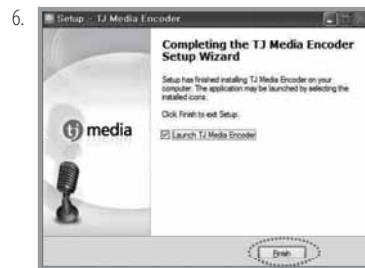 6.
Setup - TJ Media Encoder
Completing the TJ Media Encoder
Setup Wizard
Setup has finished installing TJ Media Encoder on your
computer. The application may be launched by selecting the
installed icons.
Click Finish to exit Setup.
Launch TJ Media Encoder
tj media
Finish